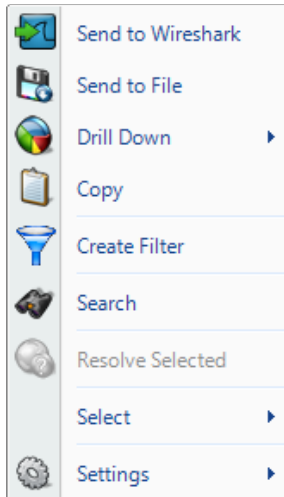 Send to Wireshark
Send to File
Drill Down
Copy
Create Filter
Search
Resolve Selected
Select
Settings